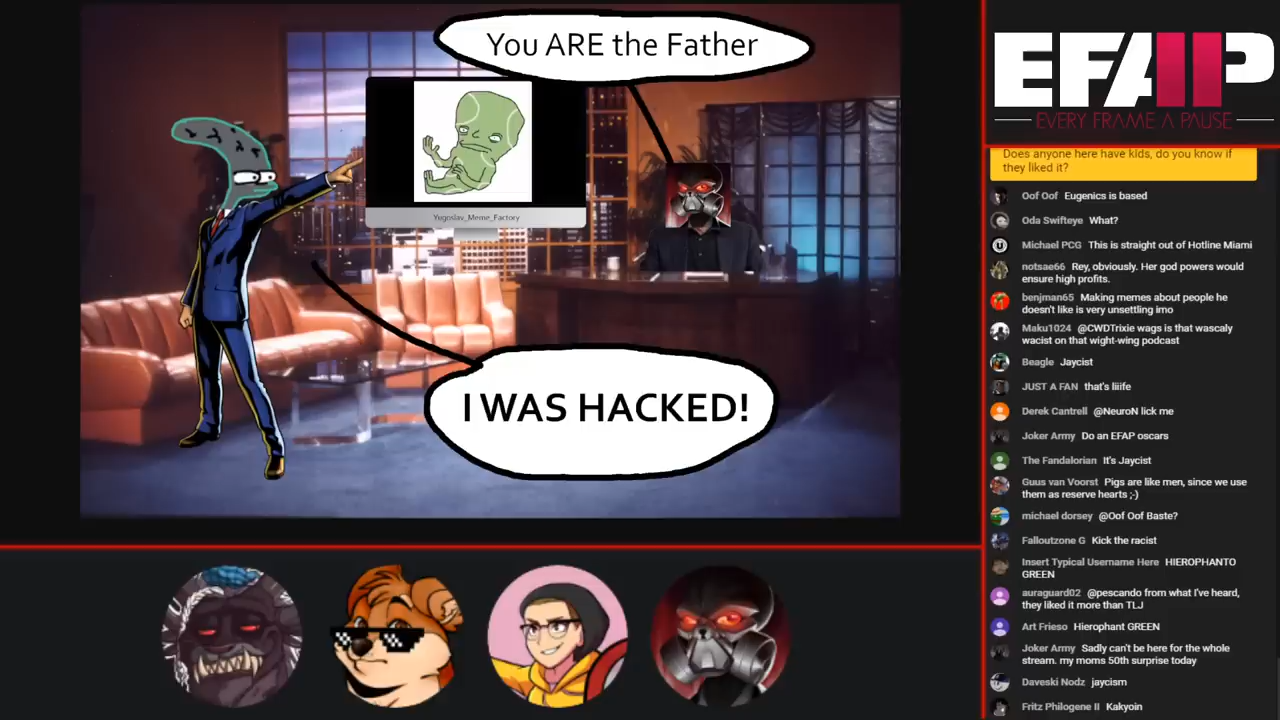 You ARE the Father
Yugoslav_Meme_Factory
I WAS HACKED!
EFAP
EVERY FRAME A PAUSE
Does anyone here have kids, do you know if
they liked it?
Oof Oof Eugenics is based
Oda Swifteye What?
Michael PCG This is straight out of Hotline Miami
notsae66 Rey, obviously. Her god powers would
ensure high profits.
benjman65 Making memes about people he
doesn't like is very unsettling imo
Maku1024 @CWDTrixie wags is that wascaly
wacist on that wight-wing podcast
Beagle Jaycist
JUST A FAN that's liiife
Derek Cantrell @NeuroN lick me
Joker Army Do an EFAP oscars
The Fandalorian It's Jaycist
Guus van Voorst Pigs are like men, since we use
them as reserve hearts ;-)
michael dorsey @Oof Oof Baste?
Falloutzone G Kick the racist
Insert Typical Username Here HIEROPHANTO
GREEN
auraguard02 @pescando from what I've heard,
they liked it more than TLJ
Art Frieso Hierophant GREEN
Joker Army Sadly can't be here for the whole
stream. my moms 50th surprise today
Daveski Nodz jaycism
Fritz Philogene II Kakyoin